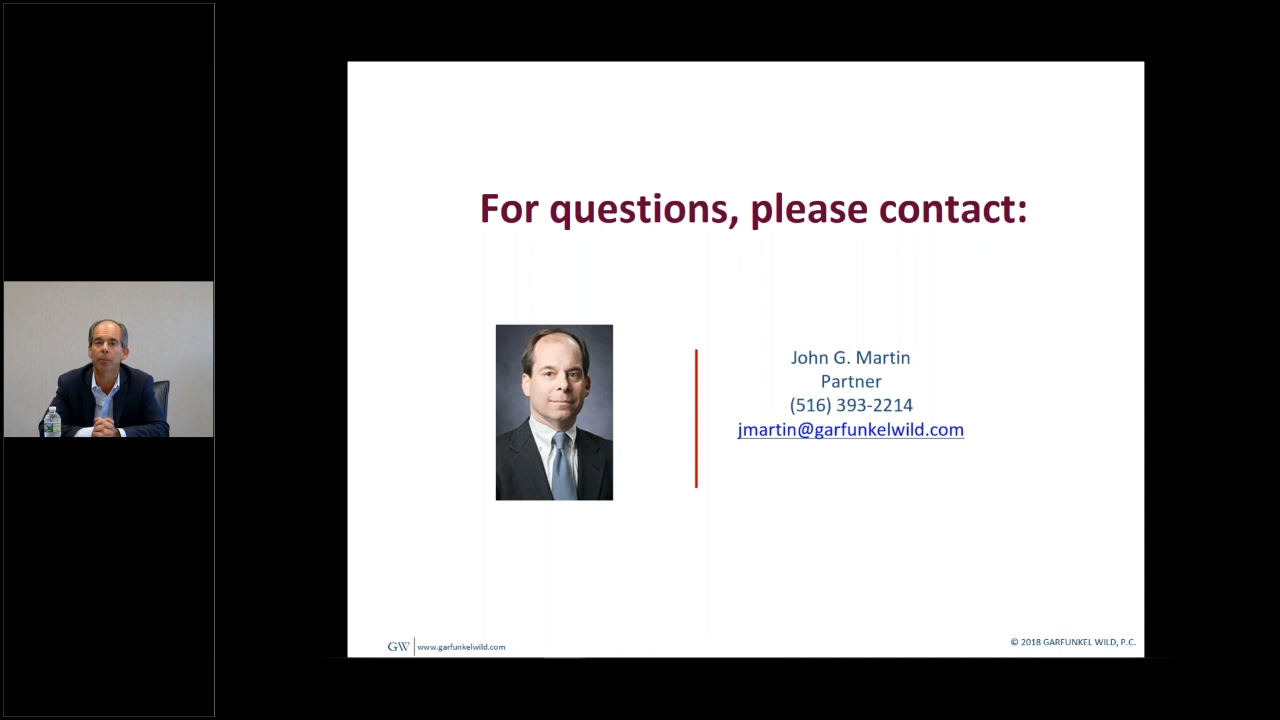 For questions, please contact:
John G. Martin
Partner
(516) 393-2214
jmartin@garfunkelwild.com
GW www.garfunkelwild.com
© 2018 GARFUNKEL WILD, P.C.